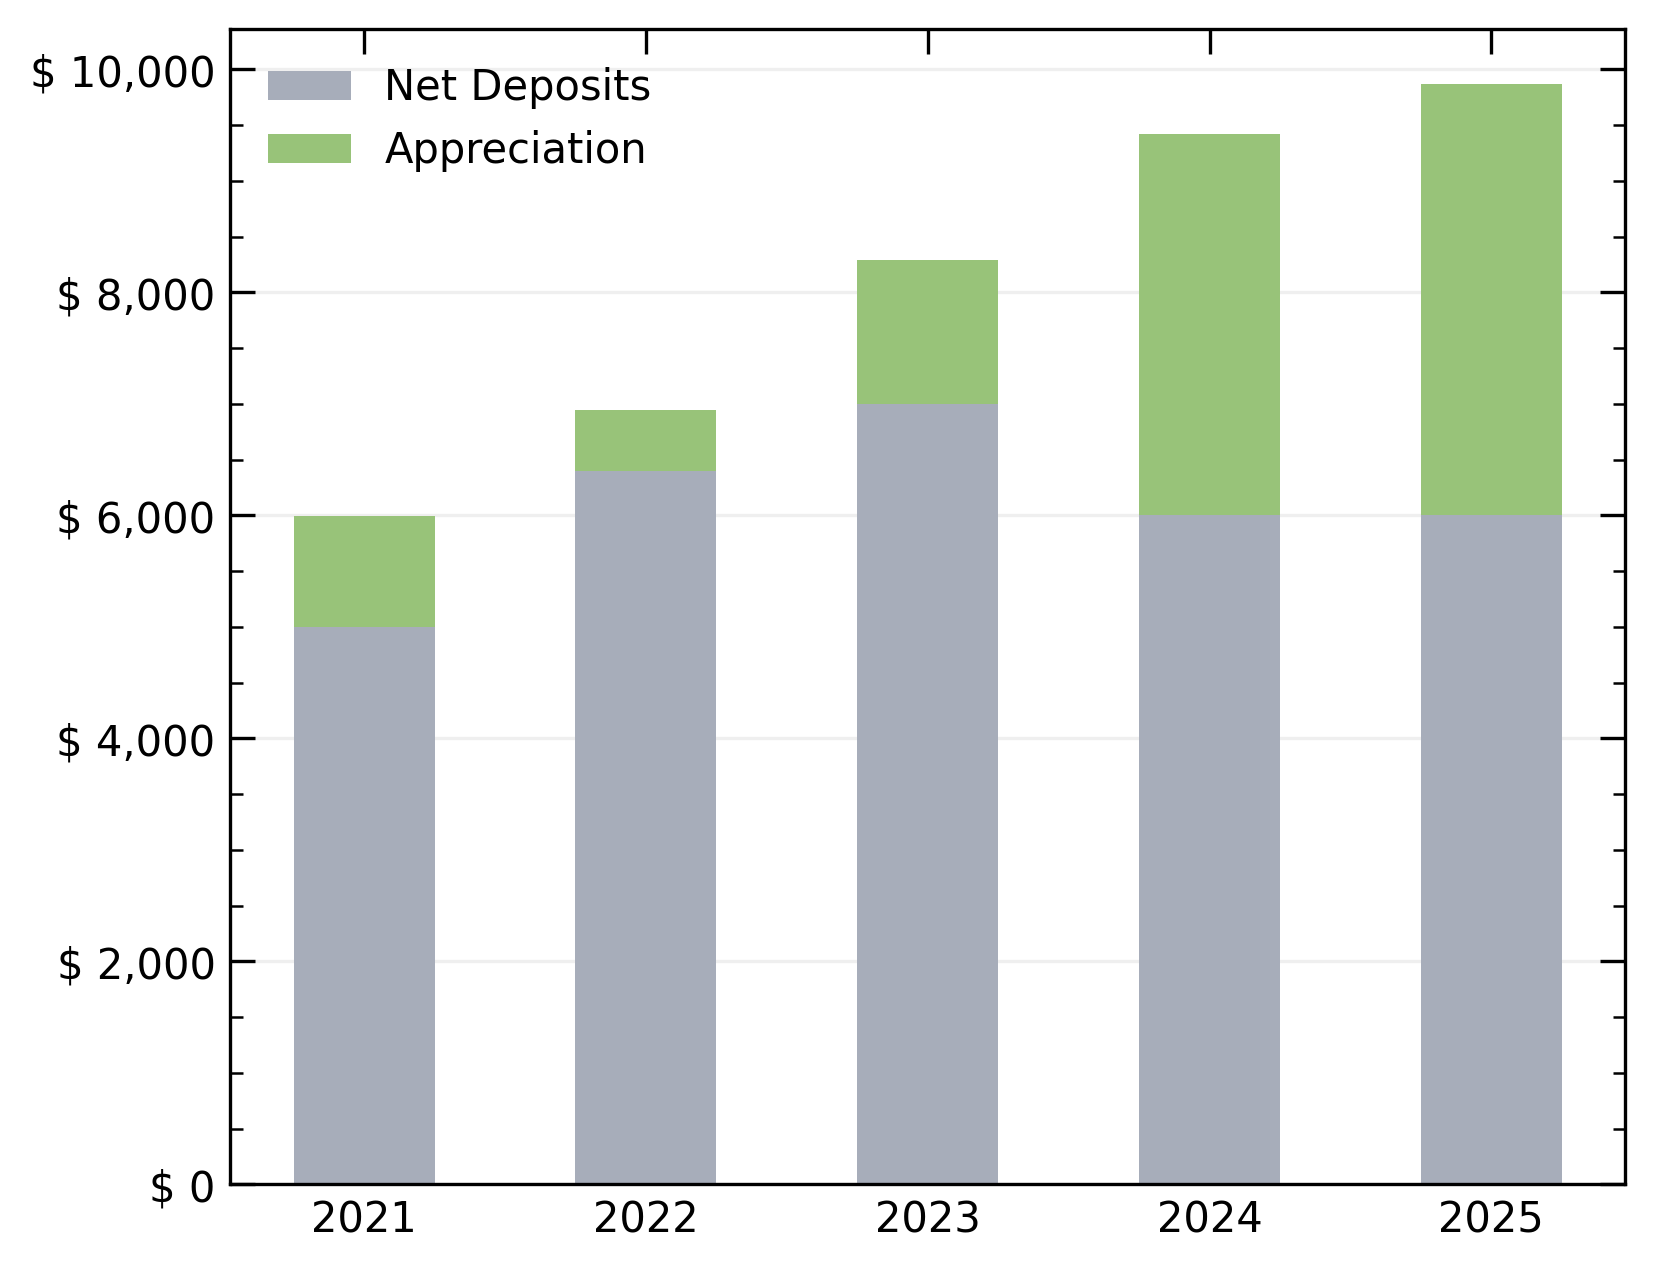 $ 10,000
$ 8,000
$ 6,000
$ 4,000
$ 2,000
$ 0
Net Deposits
Appreciation
2021 2022 2023 2024 2025